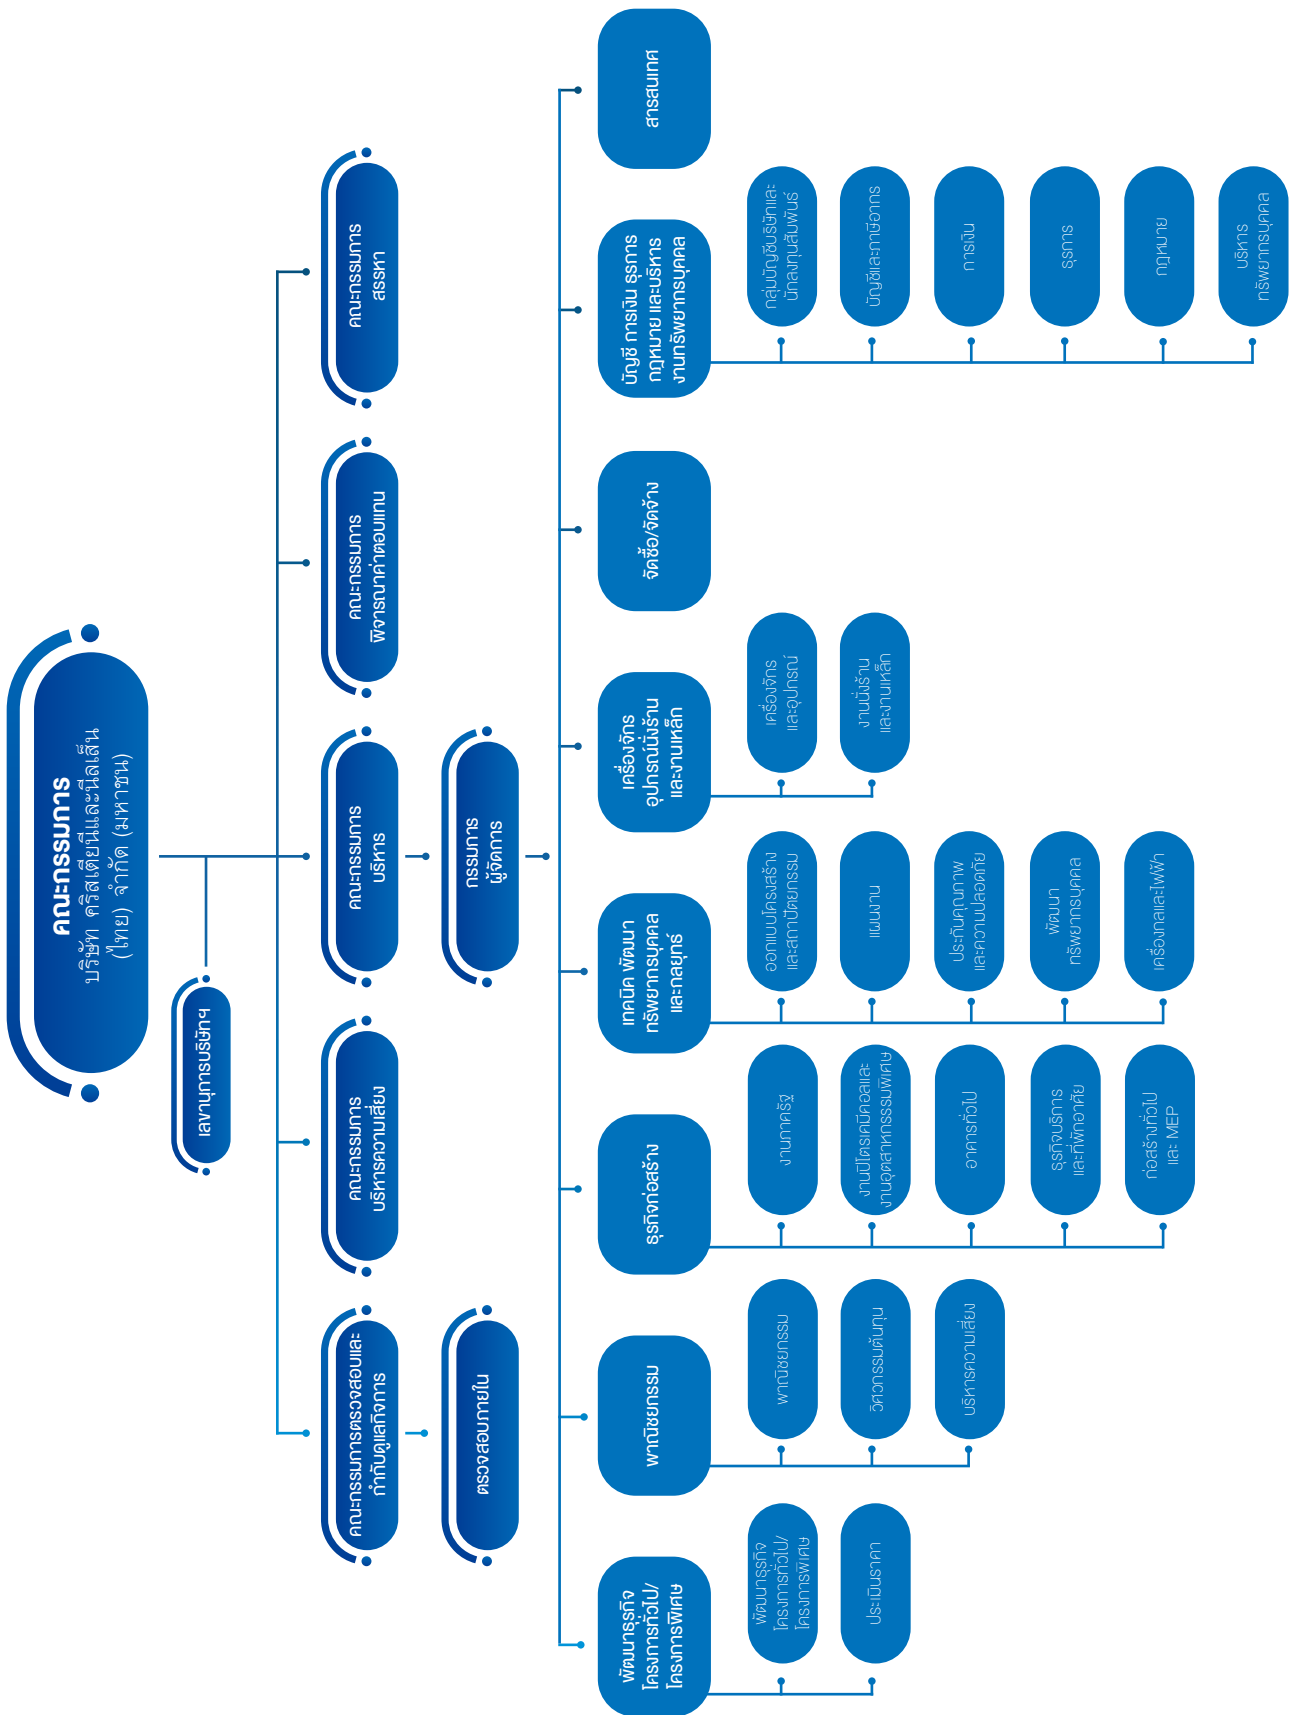 คณะกรรมการ
บริษัท คริสเตียนีและนีลเส็น
(ไทย) จำกัด (มหาชน)
เลขานุการบริษัทฯ
คณะกรรมการตรวจสอบและ
กำกับดูแลกิจการ
คณะกรรมการ
บริหารความเสี่ยง
คณะกรรมการ
บริหาร
คณะกรรมการ
พิจารณาค่าตอบแทน
คณะกรรมการ
สรรหา
ตรวจสอบภายใน
กรรมการ
ผู้จัดการ
พัฒนาธุรกิจ
โครงการทั่วไป/
โครงการพิเศษ
พาณิชยกรรม
ธุรกิจก่อสร้าง
เทคนิค พัฒนา
ทรัพยากรบุคคล
และกลยุทธ์
เครื่องจักร
อุปกรณ์นั่งร้าน
และงานเหล็ก
จัดซื้อ/จัดจ้าง
บัญชี การเงิน ธุรการ
กฎหมาย และบริหาร
งานทรัพยากรบุคคล
สารสนเทศ
พัฒนาธุรกิจ
โครงการทั่วไป/
โครงการพิเศษ
ประเมินราคา
พาณิชยกรรม
วิศวกรรมต้นทุน
บริหารความเสี่ยง
งานภาครัฐ
งานปิโตรเคมีคอลและ
งานอุตสาหกรรมพิเศษ
อาคารทั่วไป
ธุรกิจบริการ
และที่พักอาศัย
ก่อสร้างทั่วไป
และ MEP
ออกแบบโครงสร้าง
และสถาปัตยกรรม
แผนงาน
ประกันคุณภาพ
และความปลอดภัย
พัฒนา
ทรัพยากรบุคคล
เครื่องกลและไฟฟ้า
เครื่องจักร
และอุปกรณ์
งานนั่งร้าน
และงานเหล็ก
กลุ่มบัญชีบริษัทและ
นักลงทุนสัมพันธ์
บัญชีและภาษีอากร
การเงิน
ธุรการ
กฎหมาย
บริหาร
ทรัพยากรบุคคล